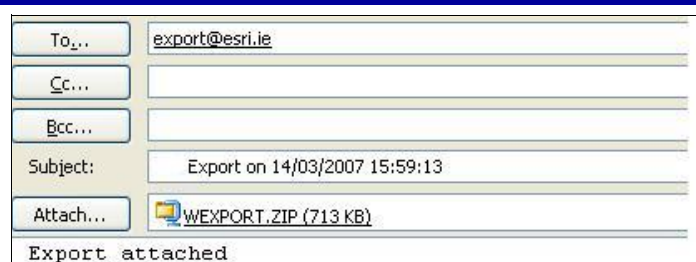 To... export@esri.ie
Cc...
Bcc...
Subject: Export on 14/03/2007 15:59:13
Attach... WEXPORT.ZIP (713 KB)
Export attached